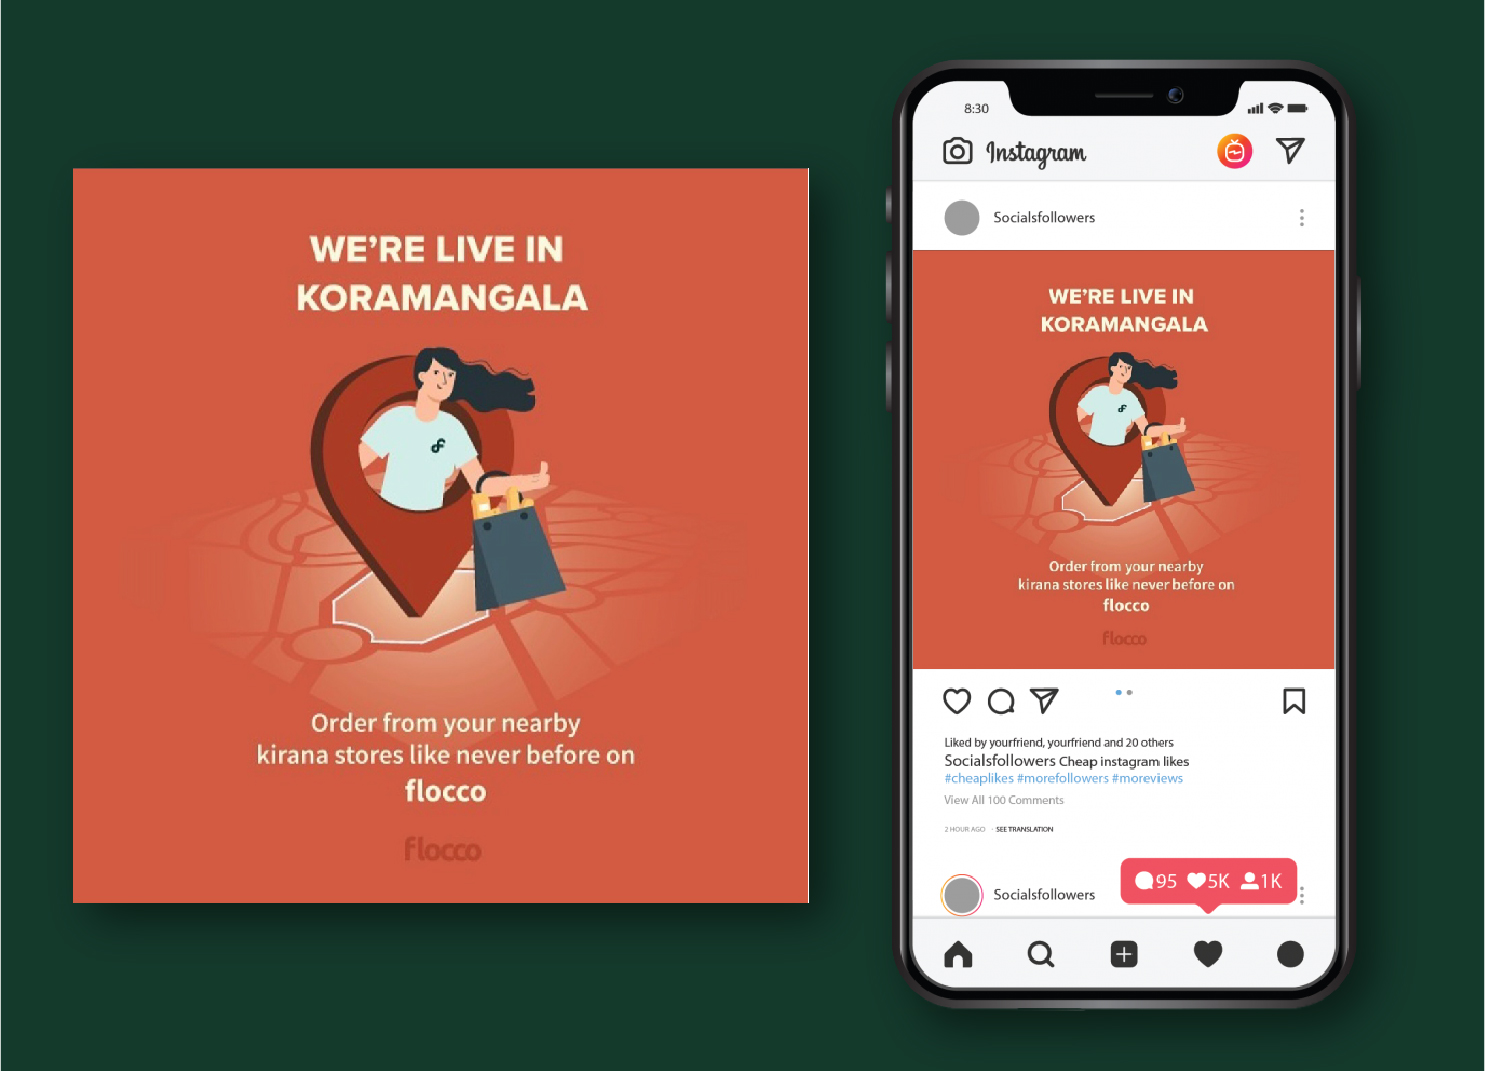 WE'RE LIVE IN
KORAMANGALA
Order from your nearby
kirana stores like never before on
flocco
flocco
8:30
Instagram
Socialsfollowers
WE'RE LIVE IN
KORAMANGALA
Order from your nearby
kirana stores like never before on
flocco
flocco
Liked by yourfriend, yourfriend and 20 others
Socialsfollowers Cheap instagram likes
#cheaplikes #morefollowers #moreviews
View All 100 Comments
2 HOUR AGO · SEE TRANSLATION
Socialsfollowers
95 5K 1K